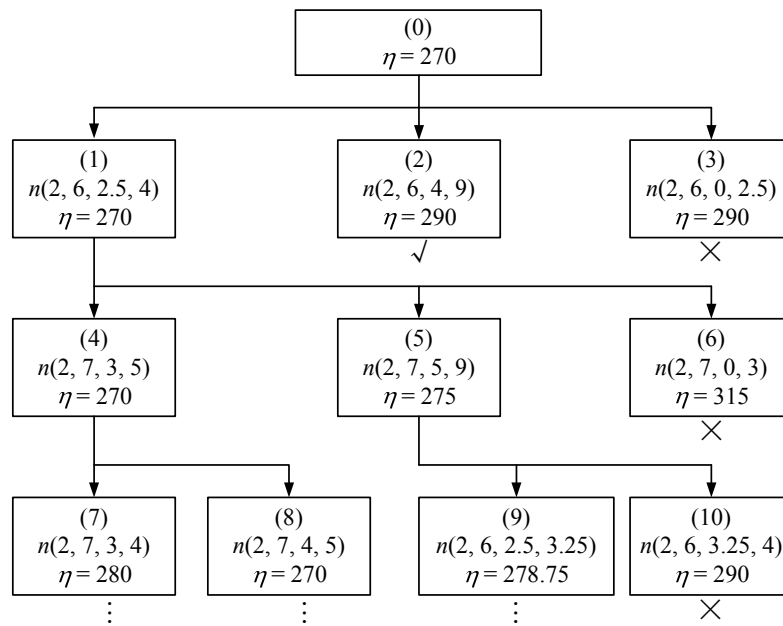 (0)
η = 270
(1)
n(2, 6, 2.5, 4)
η = 270
(2)
n(2, 6, 4, 9)
η = 290
√
(3)
n(2, 6, 0, 2.5)
η = 290
×
(4)
n(2, 7, 3, 5)
η = 270
(5)
n(2, 7, 5, 9)
η = 275
(6)
n(2, 7, 0, 3)
η = 315
×
(7)
n(2, 7, 3, 4)
η = 280
⋮
(8)
n(2, 7, 4, 5)
η = 270
⋮
(9)
n(2, 6, 2.5, 3.25)
η = 278.75
⋮
(10)
n(2, 6, 3.25, 4)
η = 290
×